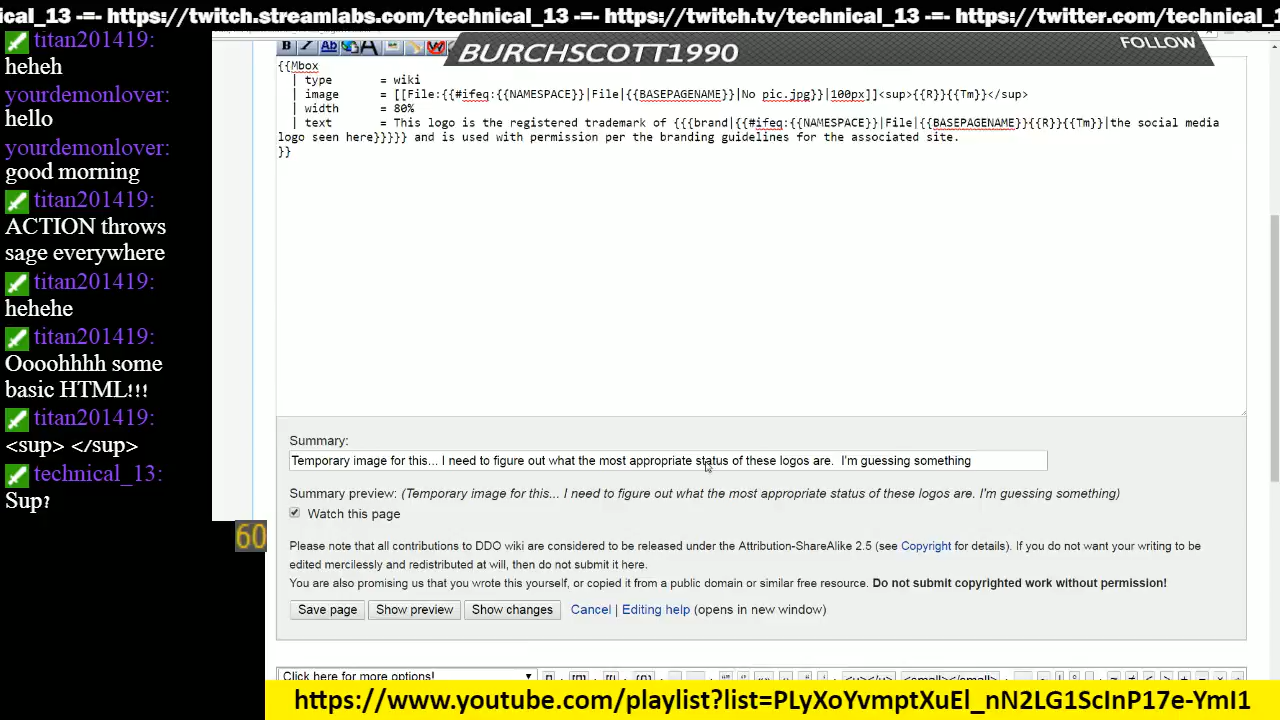 ical_13 -=- https://twitch.streamlabs.com/technical_13 -=- https://twitch.tv/technical_13 -=- https://twitter.com/technical_13
titan201419:
heheh
yourdemonlover:
hello
yourdemonlover:
good morning
titan201419:
ACTION throws
sage everywhere
titan201419:
hehehe
titan201419:
Ooohhhh some
basic HTML!!!
titan201419:
<sup> </sup>
technical_13:
Sup?
60
BURCHSCOTT1990
FOLLOW
{{Mbox
| type = wiki
| image = [[File:{{#ifeq:{{NAMESPACE}}|File|{{BASEPAGENAME}}|No pic.jpg}}|100px]]<sup>{{R}}{{Tm}}</sup>
| width = 80%
| text = This logo is the registered trademark of {{{brand|{{#ifeq:{{NAMESPACE}}|File|{{BASEPAGENAME}}{{R}}{{Tm}}|the social media
logo seen here}}}}} and is used with permission per the branding guidelines for the associated site.
}}
Summary:
Temporary image for this... I need to figure out what the most appropriate status of these logos are.  I'm guessing something
Summary preview: (Temporary image for this... I need to figure out what the most appropriate status of these logos are. I'm guessing something)
Watch this page
Please note that all contributions to DDO wiki are considered to be released under the Attribution-ShareAlike 2.5 (see Copyright for details). If you do not want your writing to be
edited mercilessly and redistributed at will, then do not submit it here.
You are also promising us that you wrote this yourself, or copied it from a public domain or similar free resource. Do not submit copyrighted work without permission!
Save page Show preview Show changes Cancel | Editing help (opens in new window)
Click here for more options!
https://www.youtube.com/playlist?list=PLyXoYvmptXuEl_nN2LG1ScInP17e-YmI1